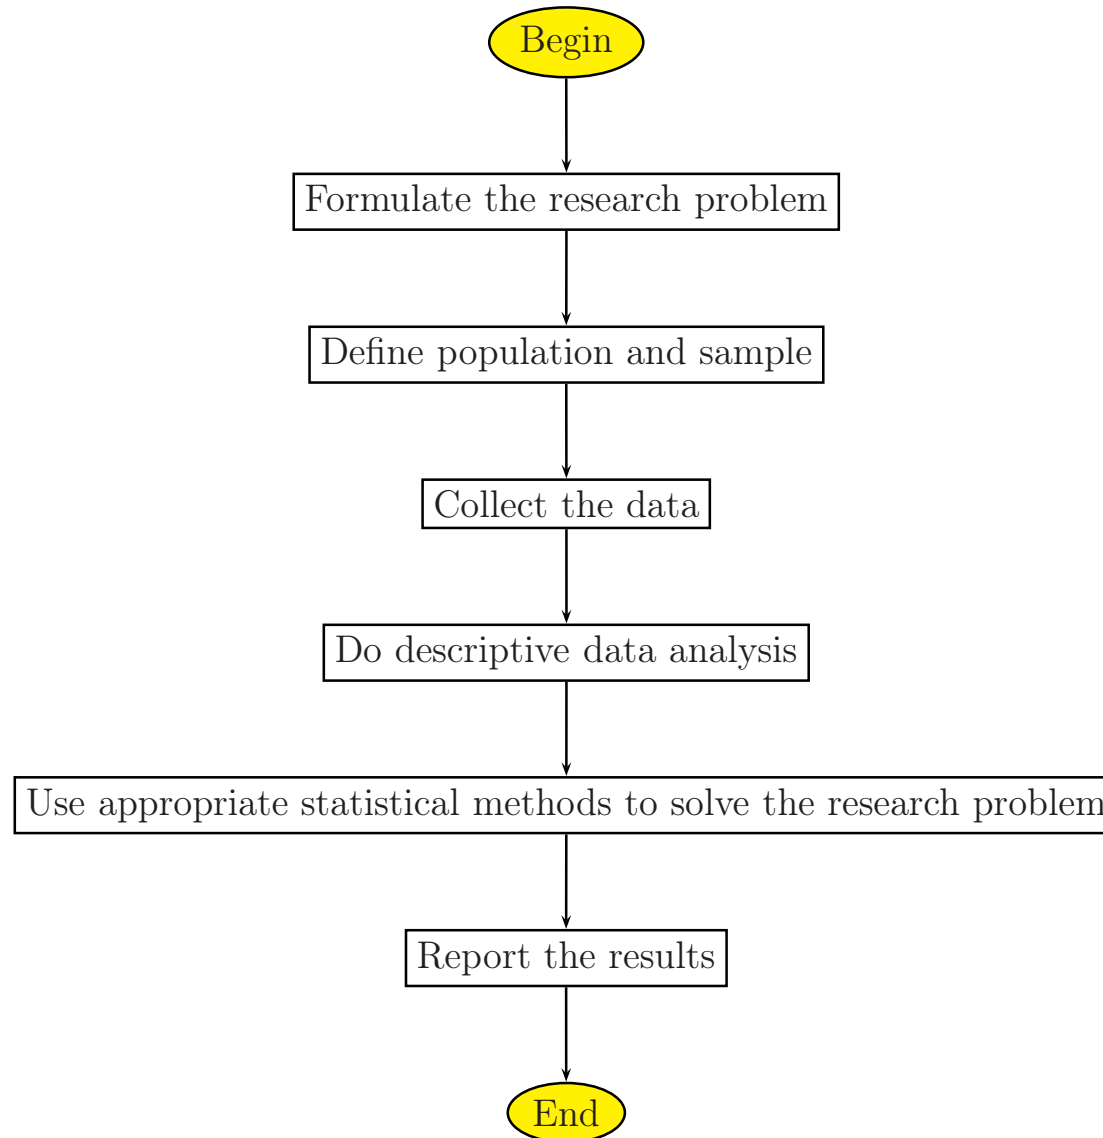 Begin
Formulate the research problem
Define population and sample
Collect the data
Do descriptive data analysis
Use appropriate statistical methods to solve the research problem
Report the results
End